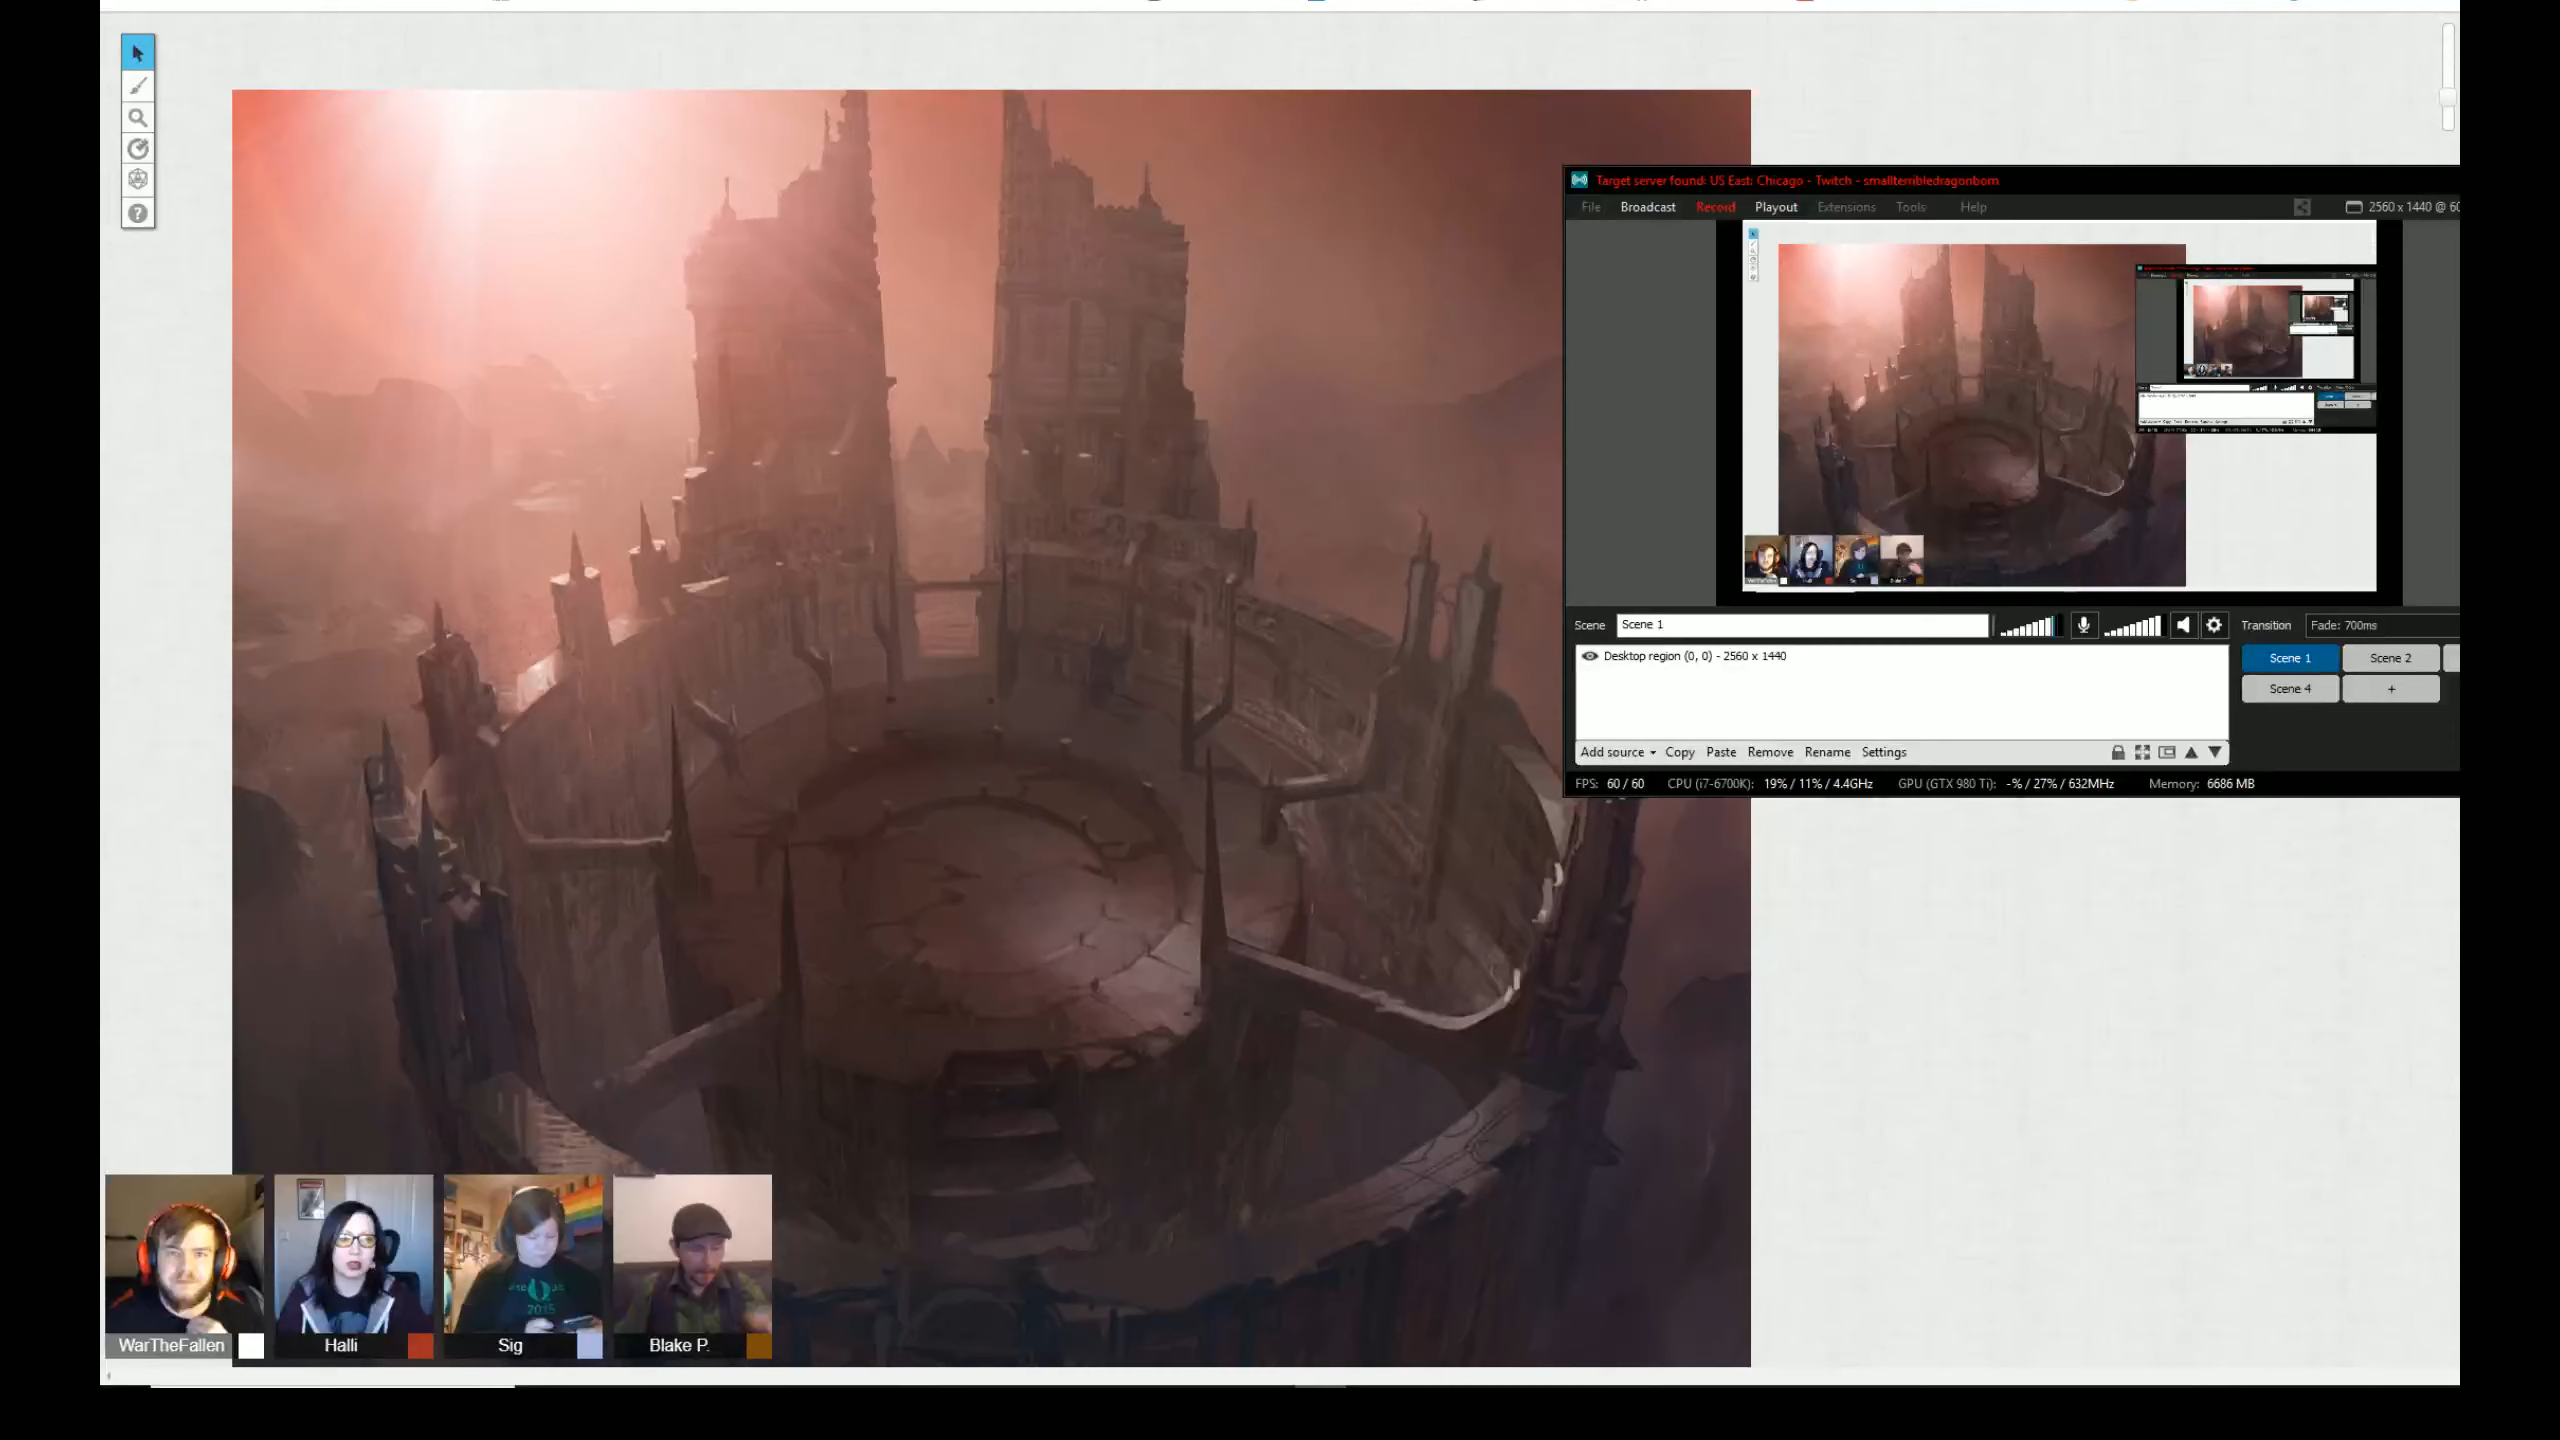 Target server found: US East: Chicago - Twitch - smallterribledragonborn
File Broadcast Record Playout Extensions Tools Help 2560 x 1440 @ 60
Scene Scene 1 Transition Fade: 700ms
Desktop region (0, 0) - 2560 x 1440
Scene 1 Scene 2
Scene 4 +
Add source Copy Paste Remove Rename Settings
FPS: 60 / 60 CPU (i7-6700K): 19% / 11% / 4.4GHz GPU (GTX 980 Ti): -% / 27% / 632MHz Memory: 6686 MB
2015
WarTheFallen Halli Sig Blake P.